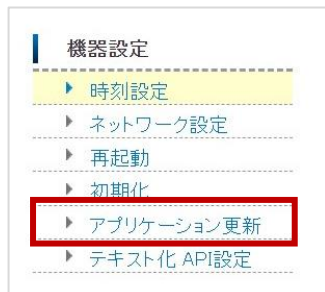 機器設定
時刻設定
ネットワーク設定
再起動
初期化
アプリケーション更新
テキスト化 API設定